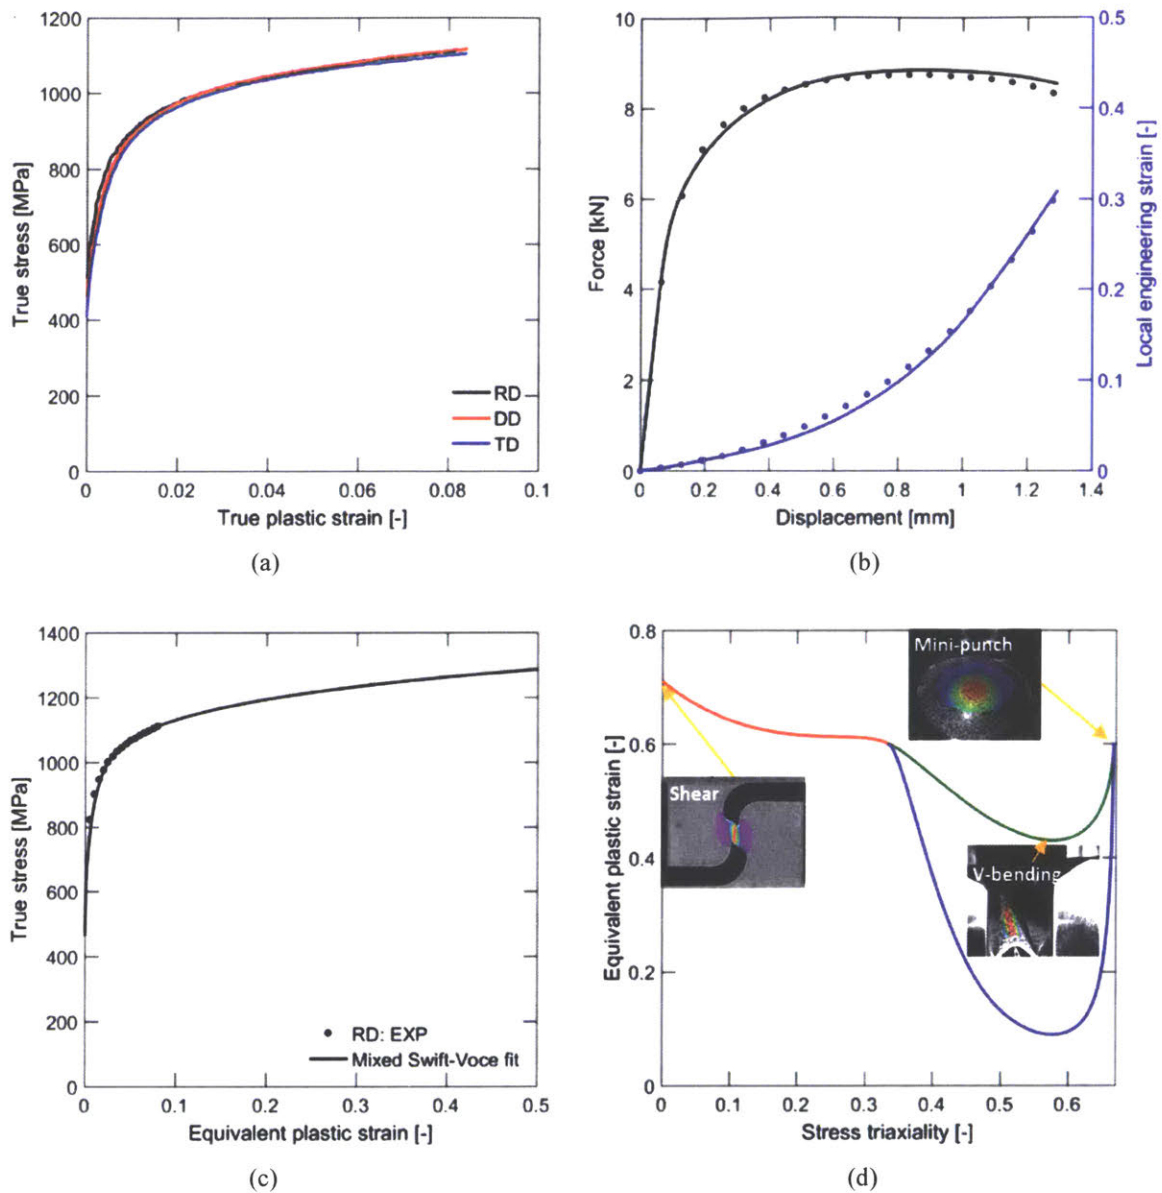 1200
1000
800
600
400
200
0
True stress [MPa]
RD
DD
TD
0
0.02
0.04
0.06
0.08
0.1
True plastic strain [-]
(a)
10
8
6
4
2
0
Force [kN]
0.5
0.4
0.3
0.2
0.1
0
Local engineering strain [-]
0
0.2
0.4
0.6
0.8
1
1.2
1.4
Displacement [mm]
(b)
1400
1200
1000
800
600
400
200
0
True stress [MPa]
RD: EXP
Mixed Swift-Voce fit
0
0.1
0.2
0.3
0.4
0.5
Equivalent plastic strain [-]
(c)
0.8
0.6
0.4
0.2
0
Equivalent plastic strain [-]
Mini-punch
Shear
V-bending
0
0.1
0.2
0.3
0.4
0.5
0.6
Stress triaxiality [-]
(d)